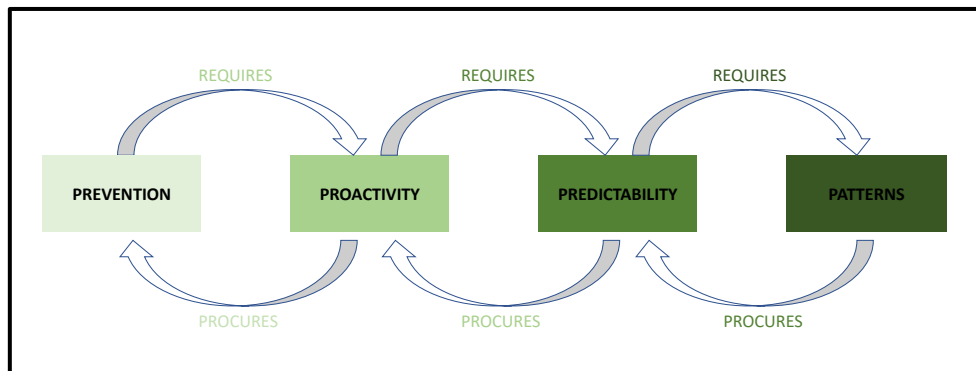 REQUIRES REQUIRES REQUIRES
PREVENTION PROACTIVITY PREDICTABILITY PATTERNS
PROCURES PROCURES PROCURES